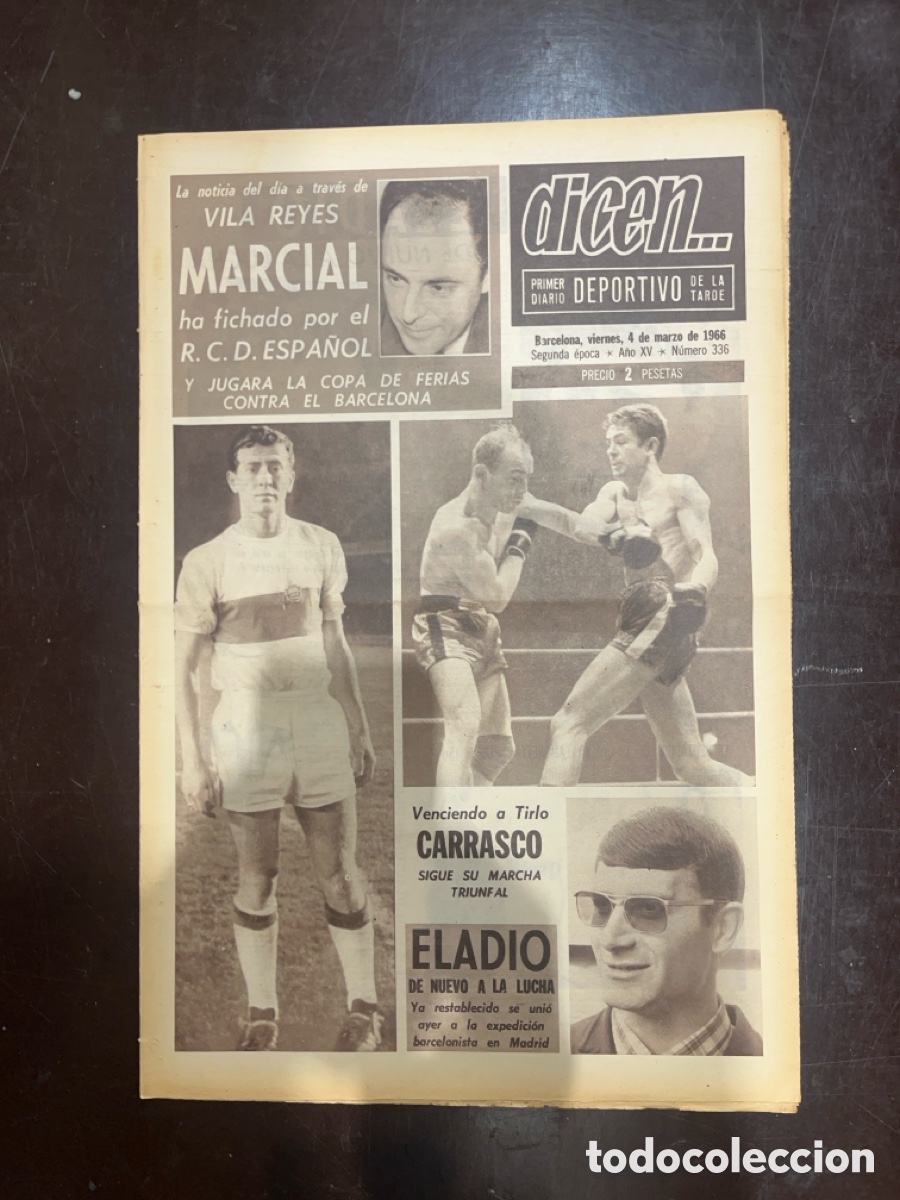 La noticia del día a través de
VILA REYES
MARCIAL
ha fichado por el
R. C. D. ESPAÑOL
Y JUGARA LA COPA DE FERIAS
CONTRA EL BARCELONA
dicen...
PRIMER
DIARIO
DEPORTIVO
DE LA
TARDE
Barcelona, viernes, 4 de marzo de 1966
Segunda época ★ Año XV ★ Número 336
PRECIO 2 PESETAS
Venciendo a Tirlo
CARRASCO
SIGUE SU MARCHA
TRIUNFAL
ELADIO
DE NUEVO A LA LUCHA
Ya restablecido se unió
ayer a la expedición
barcelonista en Madrid
todocoleccion